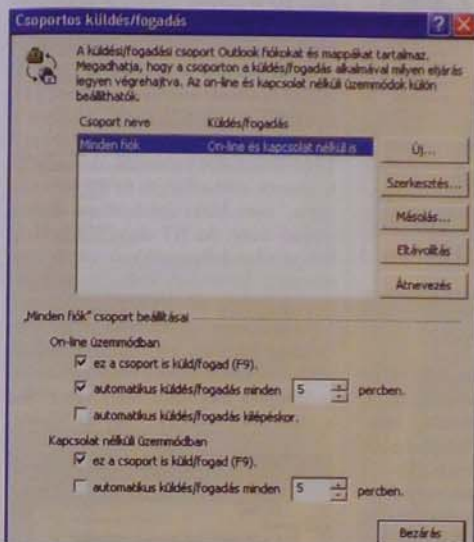 Csoportos küldés/fogadás
A küldési/fogadási csoport Outlook fiókokat és mappákat tartalmaz.
Megadhatja, hogy a csoporton a küldés/fogadás alkalmával milyen eljárás
legyen végrehajtva. Az on-line és kapcsolat nélküli üzemmódok külön
beállíthatók.
Csoport neve Küldés/fogadás
Minden fiók On-line és kapcsolat nélkül is
Új...
Szerkesztés...
Másolás...
Eltávolítás
Átnevezés
„Minden fiók” csoport beállításai
On-line üzemmódban
ez a csoport is küld/fogad (F9).
automatikus küldés/fogadás minden 5 percben.
automatikus küldés/fogadás kilépéskor.
Kapcsolat nélküli üzemmódban
ez a csoport is küld/fogad (F9).
automatikus küldés/fogadás minden 5 percben.
Bezárás